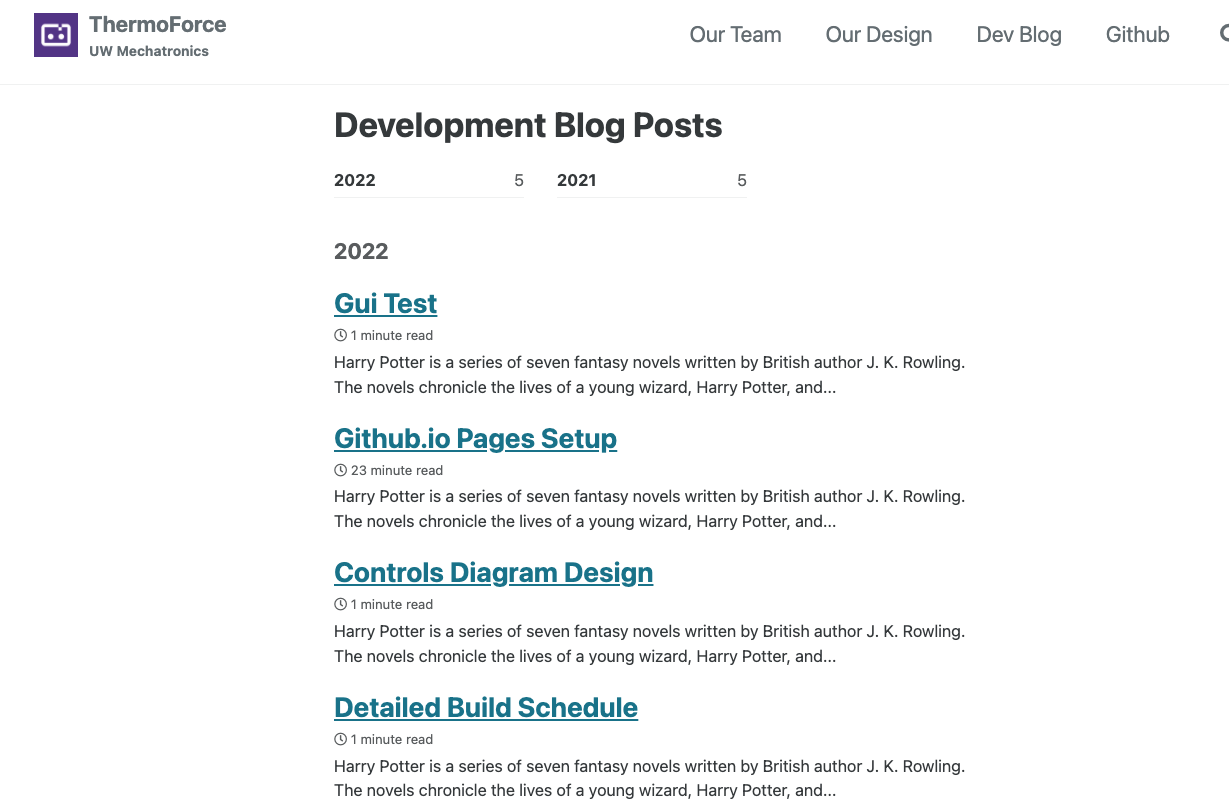 ThermoForce
UW Mechatronics
Our Team Our Design Dev Blog Github
Development Blog Posts
2022 5 2021 5
2022
Gui Test
1 minute read
Harry Potter is a series of seven fantasy novels written by British author J. K. Rowling.
The novels chronicle the lives of a young wizard, Harry Potter, and...
Github.io Pages Setup
23 minute read
Harry Potter is a series of seven fantasy novels written by British author J. K. Rowling.
The novels chronicle the lives of a young wizard, Harry Potter, and...
Controls Diagram Design
1 minute read
Harry Potter is a series of seven fantasy novels written by British author J. K. Rowling.
The novels chronicle the lives of a young wizard, Harry Potter, and...
Detailed Build Schedule
1 minute read
Harry Potter is a series of seven fantasy novels written by British author J. K. Rowling.
The novels chronicle the lives of a young wizard, Harry Potter, and...